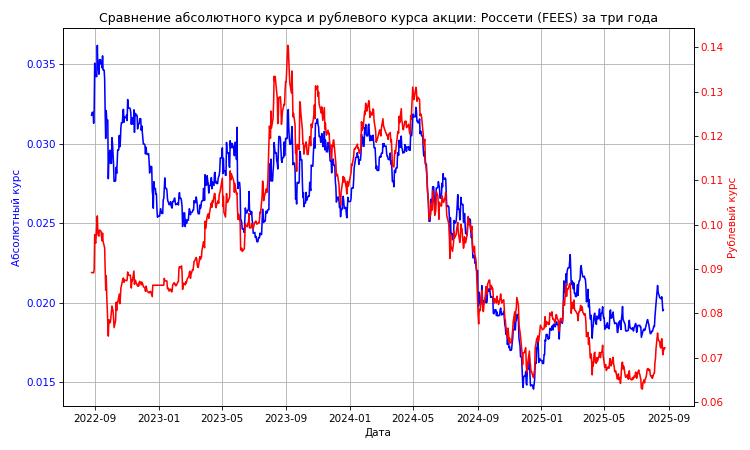 Сравнение абсолютного курса и рублевого курса акции: Россети (FEES) за три года
0.035
0.030
0.025
0.020
0.015
Абсолютный курс
0.14
0.13
0.12
0.11
0.10
0.09
0.08
0.07
0.06
Рублевый курс
2022-09 2023-01 2023-05 2023-09 2024-01 2024-05 2024-09 2025-01 2025-05 2025-09
Дата